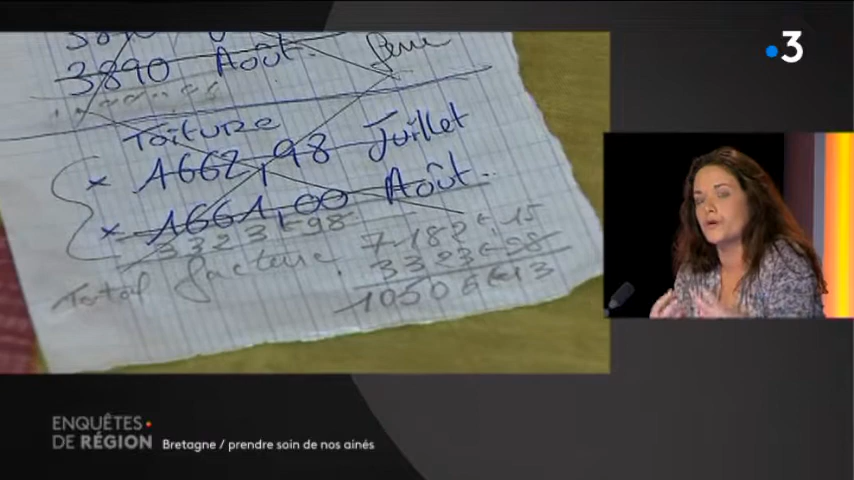 3
3890 Août.
Toiture
× 1662,98 Juillet
× 1661,00 Août.
3323€98
Total facture
7182€15
3323€98
10506€13
ENQUÊTES
DE RÉGION Bretagne / prendre soin de nos ainés